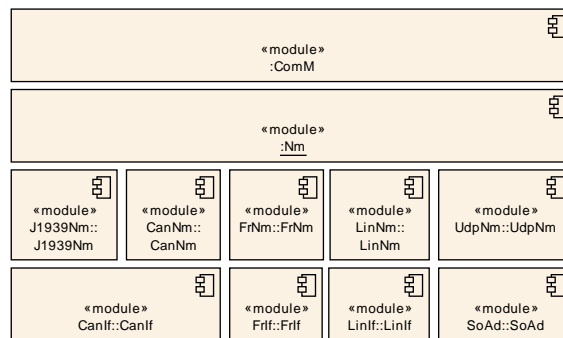 «module»
:ComM
«module»
:Nm
«module»
J1939Nm::
J1939Nm
«module»
CanNm::
CanNm
«module»
FrNm::FrNm
«module»
LinNm::
LinNm
«module»
UdpNm::UdpNm
«module»
CanIf::CanIf
«module»
FrIf::FrIf
«module»
LinIf::LinIf
«module»
SoAd::SoAd